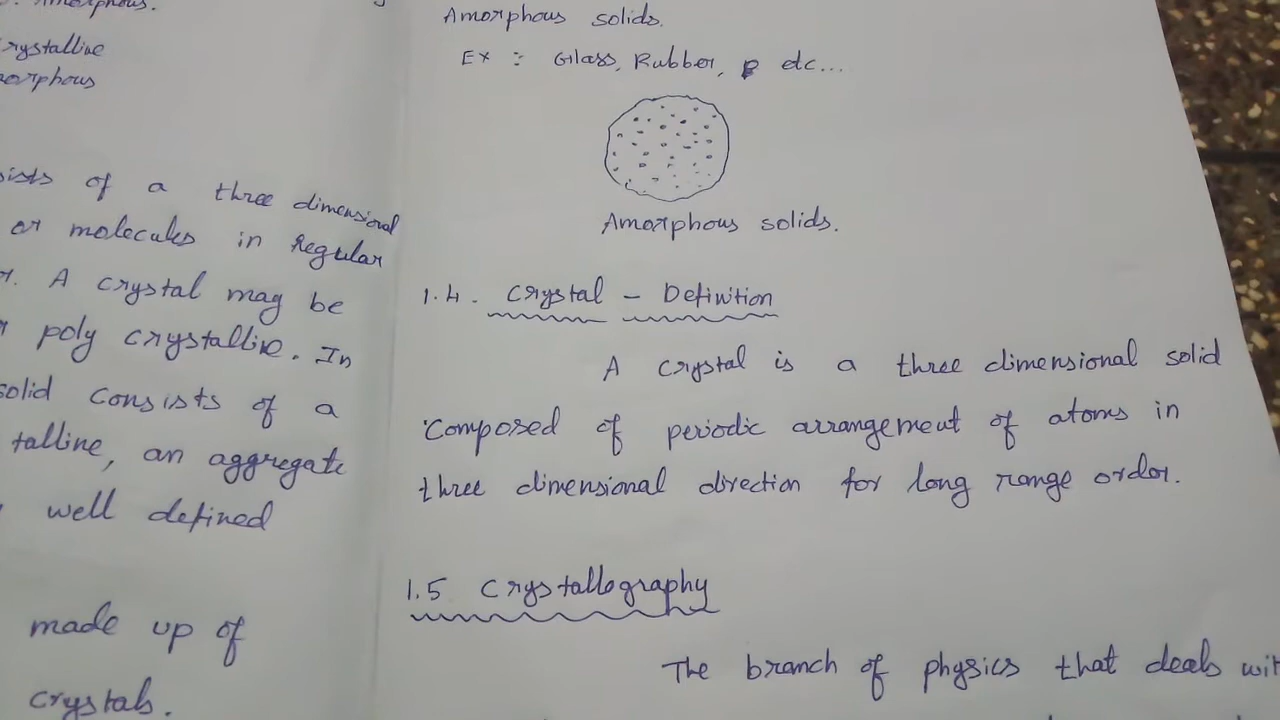 Amorphous.
rystalline
orphous
sists of a three dimensional
or molecules in Regular
r. A crystal may be
poly crystalline. In
solid consists of a
talline, an aggregate
well defined
made up of
crystals.
Amorphous solids.
Ex : Glass, Rubber, etc...
Amorphous solids.
1.4. Crystal - Definition
A crystal is a three dimensional solid
Composed of periodic arrangement of atoms in
three dimensional direction for long range order.
1.5 Crystallography
The branch of physics that deals wit